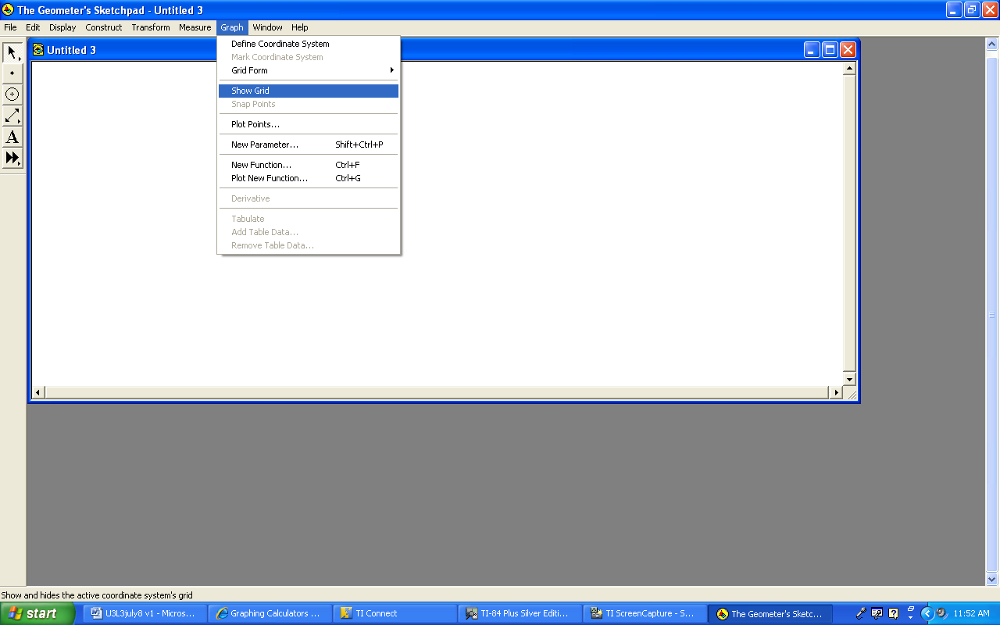 The Geometer's Sketchpad - Untitled 3
File Edit Display Construct Transform Measure Graph Window Help
Untitled 3
Define Coordinate System
Mark Coordinate System
Grid Form
Show Grid
Snap Points
Plot Points...
New Parameter... Shift+Ctrl+P
New Function... Ctrl+F
Plot New Function... Ctrl+G
Derivative
Tabulate
Add Table Data...
Remove Table Data...
A
Show and hides the active coordinate system's grid
start U3L3july8 v1 - Micros... Graphing Calculators ... TI Connect TI-84 Plus Silver Editi... TI ScreenCapture - S... The Geometer's Sketc... 11:52 AM